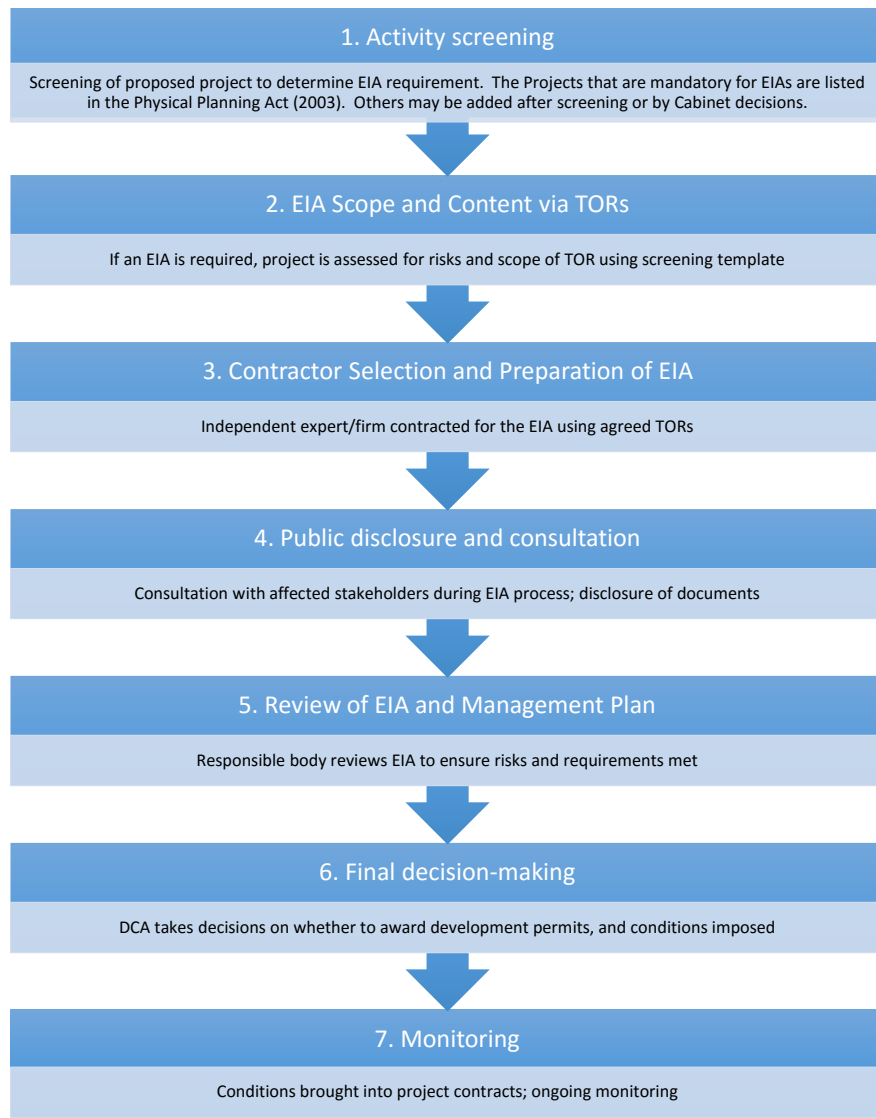 1. Activity screening
Screening of proposed project to determine EIA requirement.  The Projects that are mandatory for EIAs are listed
in the Physical Planning Act (2003).  Others may be added after screening or by Cabinet decisions.
2. EIA Scope and Content via TORs
If an EIA is required, project is assessed for risks and scope of TOR using screening template
3. Contractor Selection and Preparation of EIA
Independent expert/firm contracted for the EIA using agreed TORs
4. Public disclosure and consultation
Consultation with affected stakeholders during EIA process; disclosure of documents
5. Review of EIA and Management Plan
Responsible body reviews EIA to ensure risks and requirements met
6. Final decision-making
DCA takes decisions on whether to award development permits, and conditions imposed
7. Monitoring
Conditions brought into project contracts; ongoing monitoring